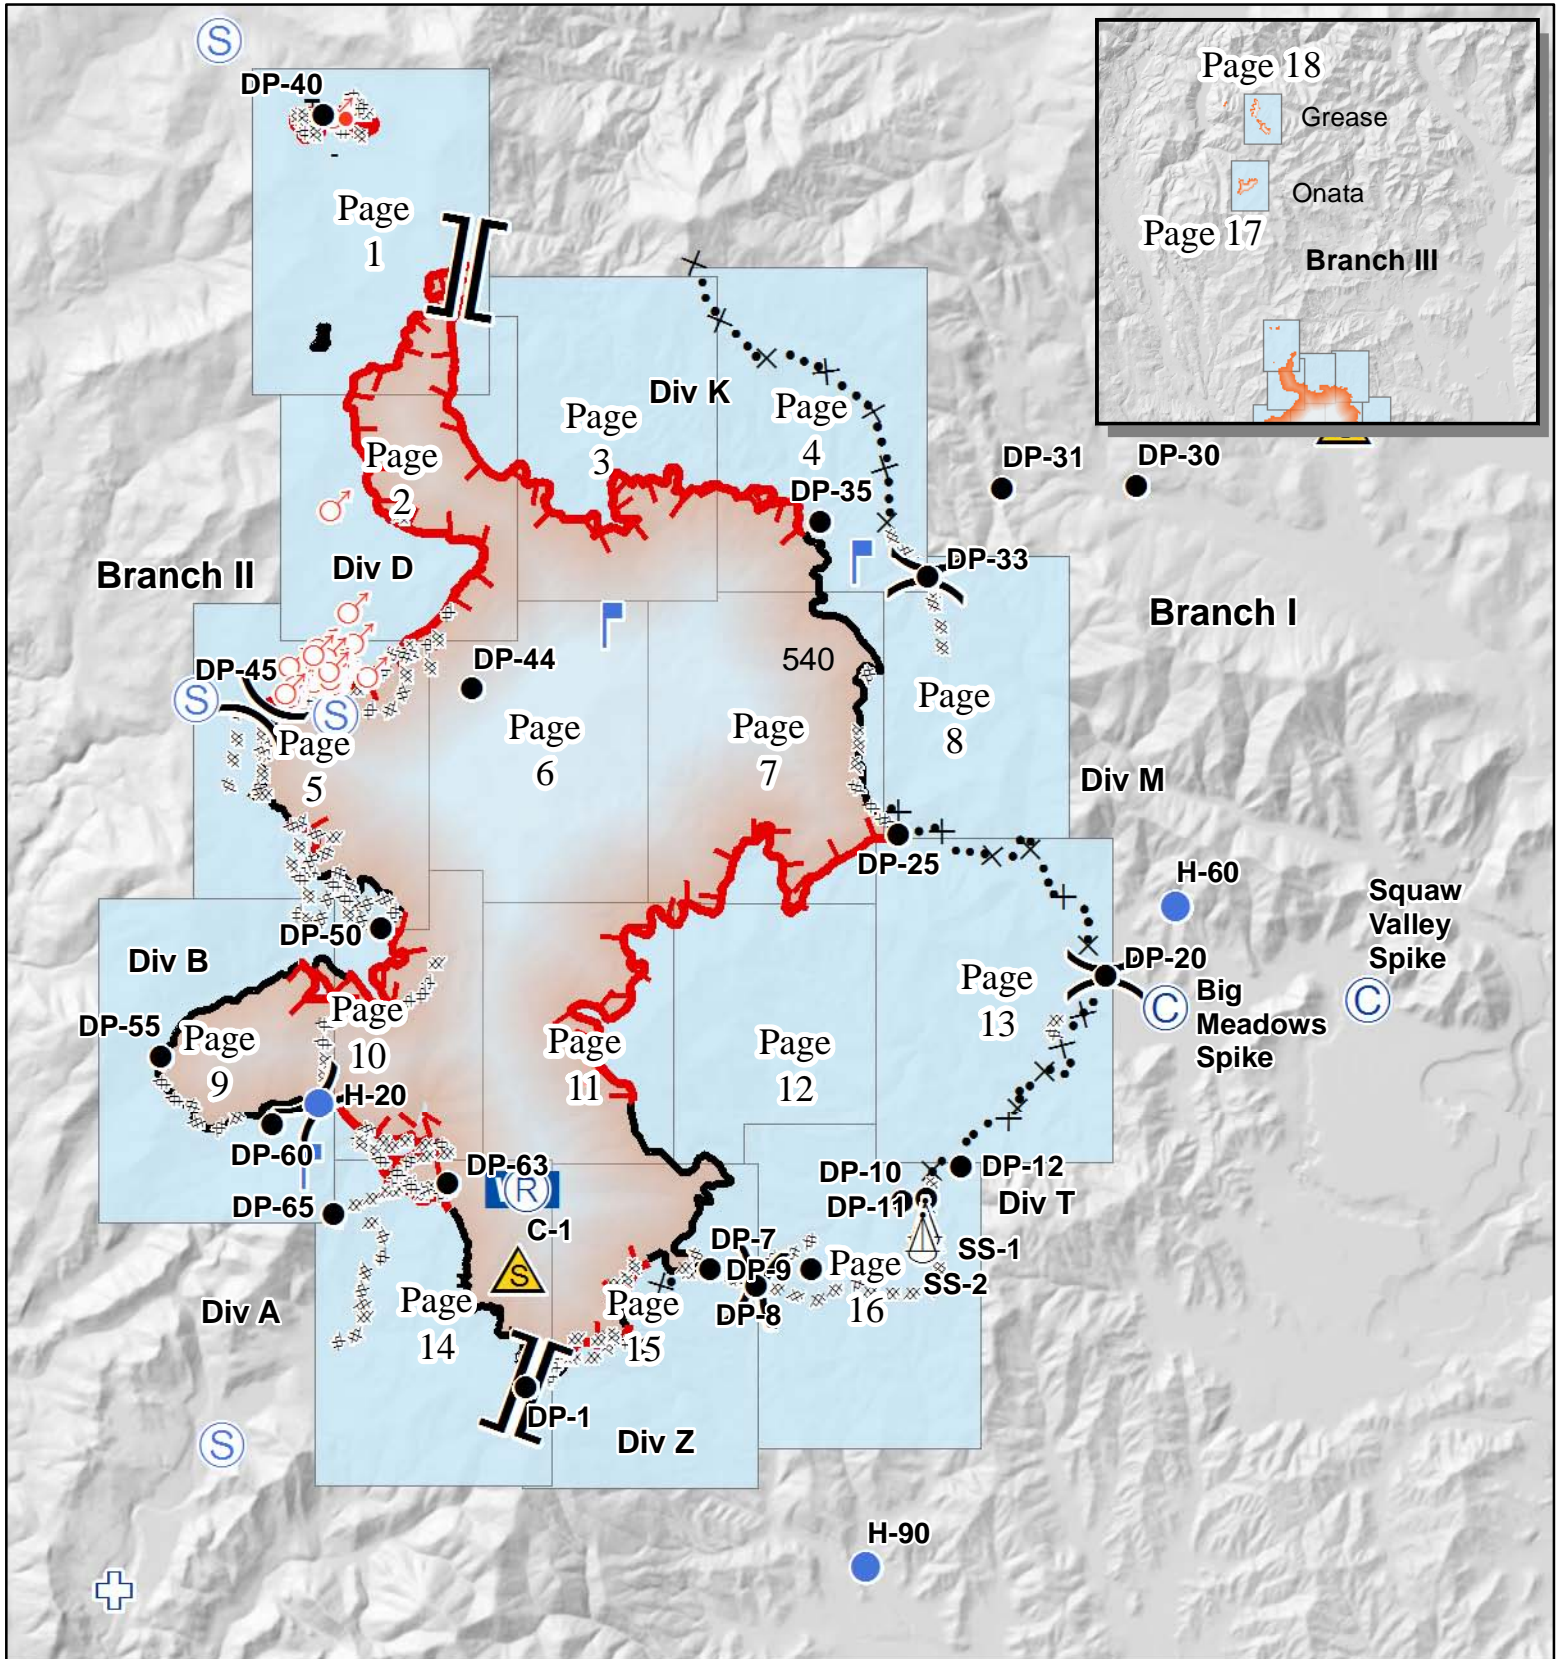 S
DP-40
Page 18
Grease
Onata
Page 17
Branch III
Page
1
Div K
Page
3
Page
4
Page
2
DP-31
DP-30
DP-35
DP-33
Branch II
Div D
Branch I
DP-45
S
S
DP-44
540
Page
5
Page
6
Page
7
Page
8
Div M
DP-25
H-60
Squaw
Valley
Spike
C
DP-50
Div B
DP-20
C
Big
Meadows
Spike
Page
13
DP-55
Page
9
Page
10
Page
11
Page
12
H-20
DP-60
DP-63
R
C-1
DP-65
DP-10
DP-12
DP-11
Div T
DP-7
DP-9
DP-8
Page
16
SS-1
SS-2
S
Div A
Page
14
Page
15
DP-1
Div Z
S
H-90